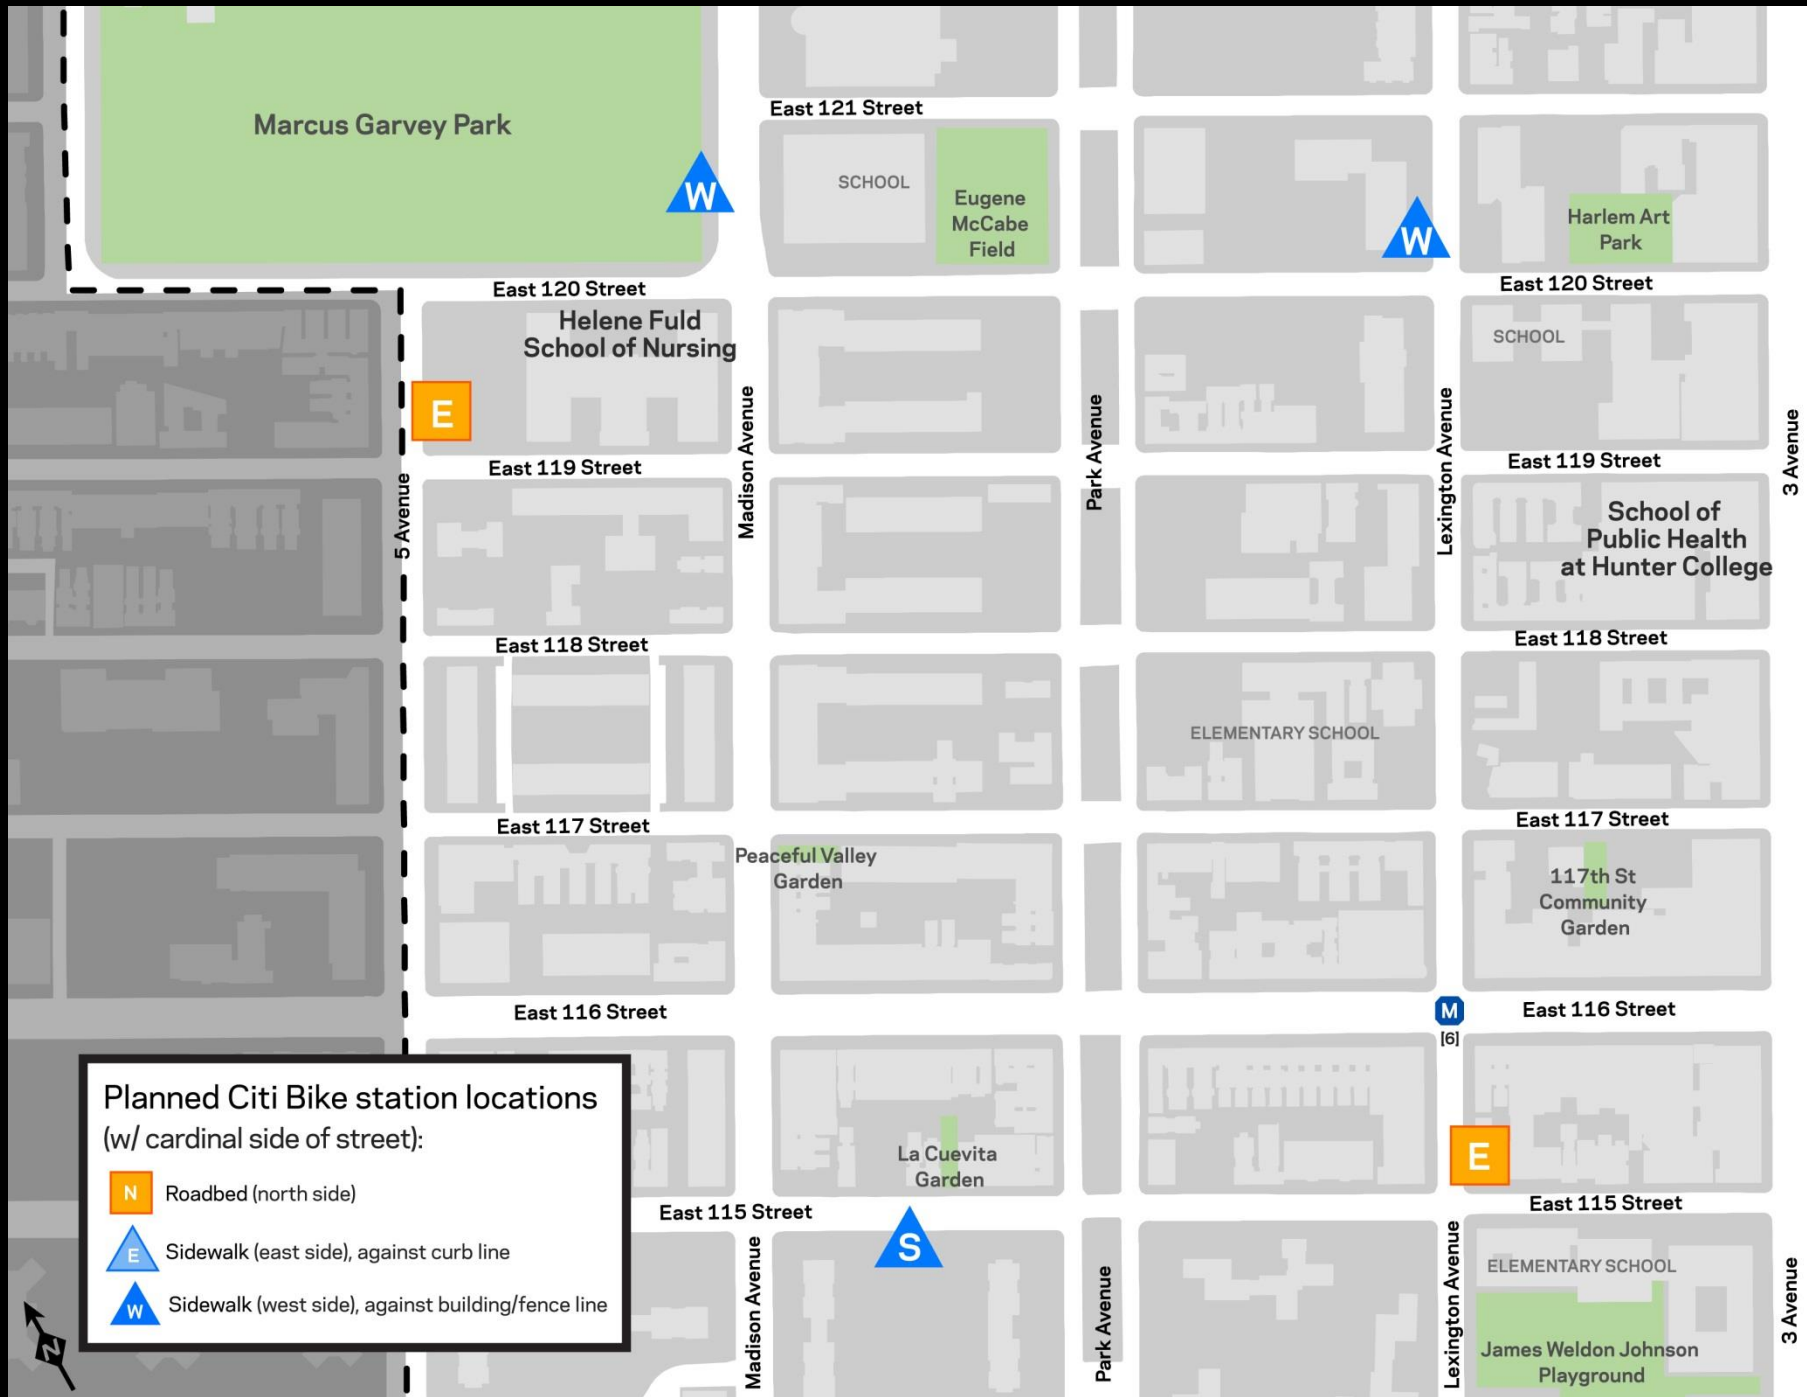 East 121 Street
Marcus Garvey Park
W
SCHOOL
Eugene
McCabe
Field
W
Harlem Art
Park
East 120 Street
East 120 Street
Helene Fuld
School of Nursing
SCHOOL
E
Madison Avenue
Park Avenue
Lexington Avenue
3 Avenue
East 119 Street
East 119 Street
5 Avenue
School of
Public Health
at Hunter College
East 118 Street
East 118 Street
ELEMENTARY SCHOOL
East 117 Street
East 117 Street
Peaceful Valley
Garden
117th St
Community
Garden
East 116 Street
M
[6]
East 116 Street
Planned Citi Bike station locations
(w/ cardinal side of street):
N Roadbed (north side)
E Sidewalk (east side), against curb line
W Sidewalk (west side), against building/fence line
La Cuevita
Garden
E
East 115 Street
East 115 Street
S
Madison Avenue
Park Avenue
Lexington Avenue
3 Avenue
ELEMENTARY SCHOOL
James Weldon Johnson
Playground
N